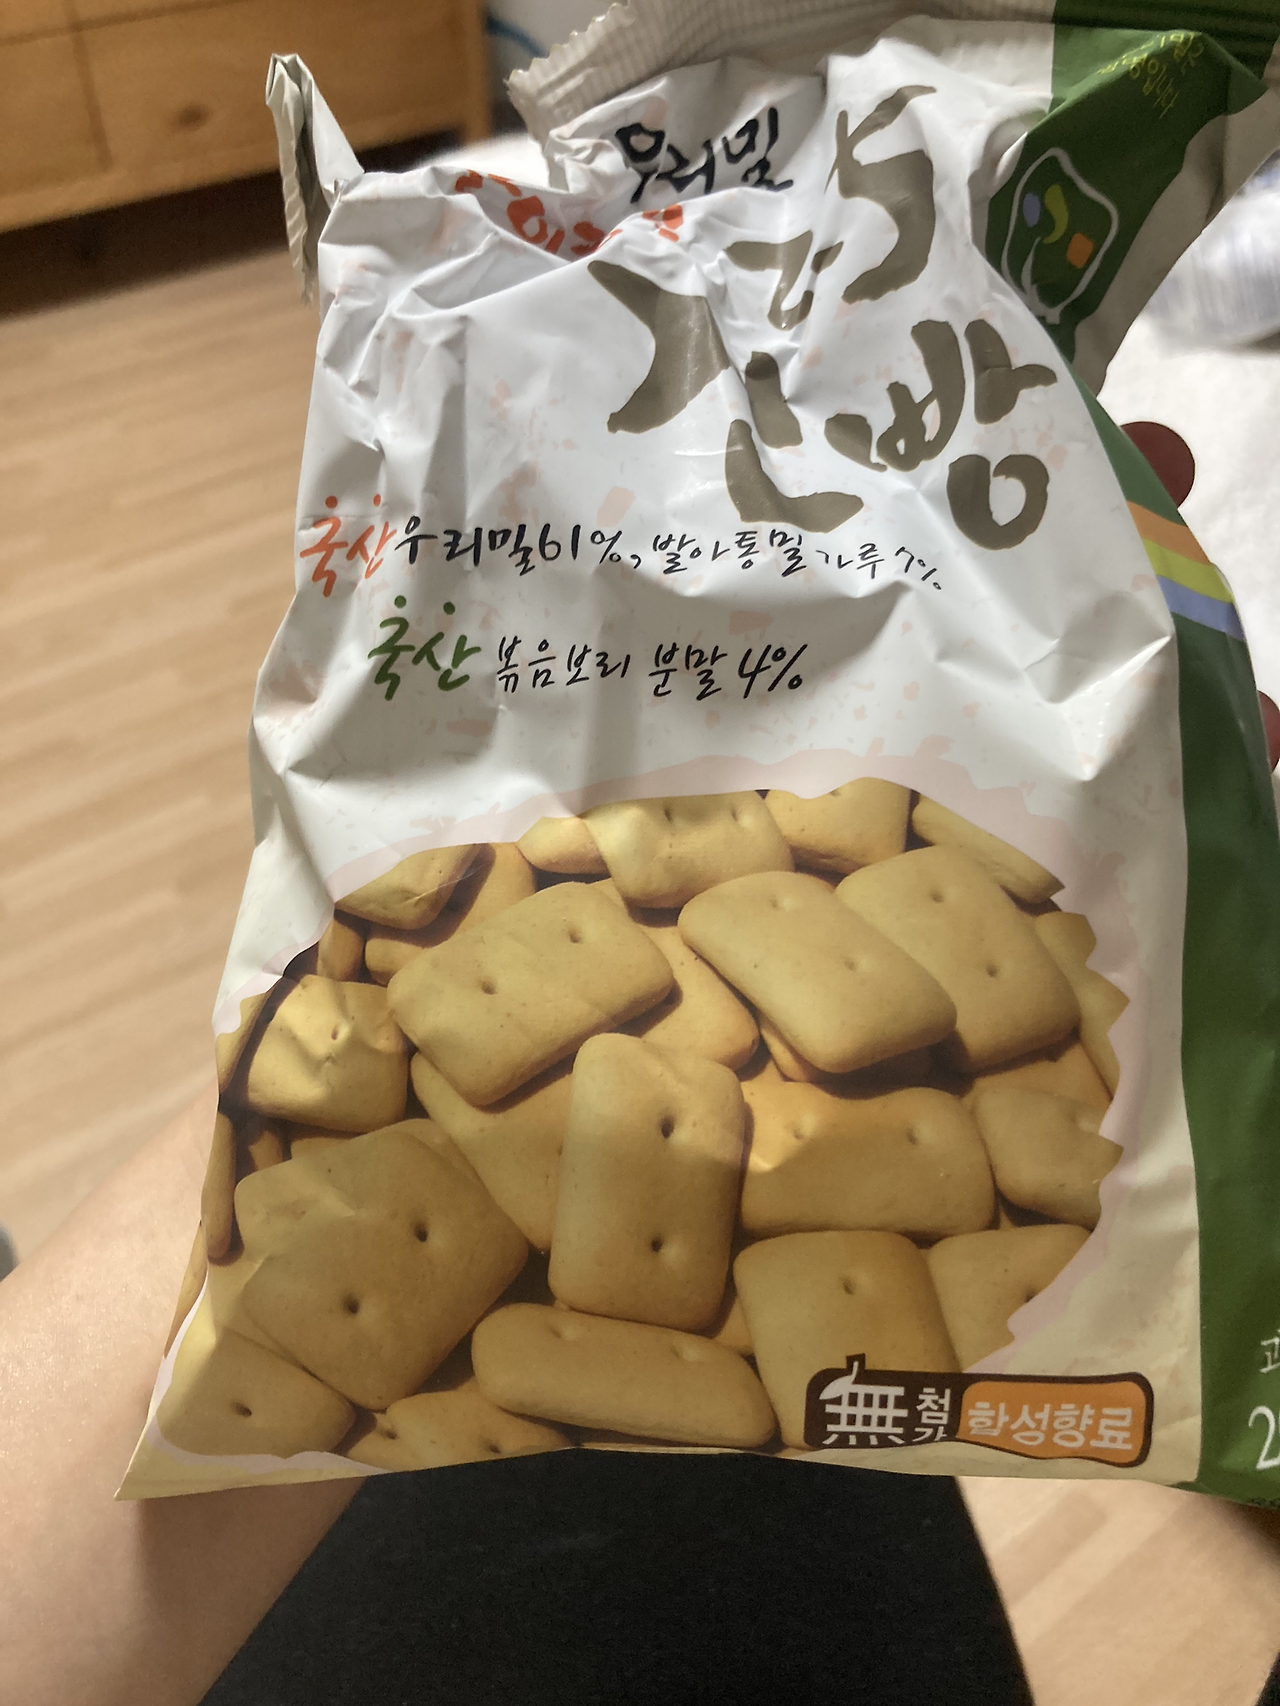 우리밀
건빵
국산 우리밀 61%, 발아통밀가루 7%
국산 볶음보리 분말 4%
無 첨가 합성향료